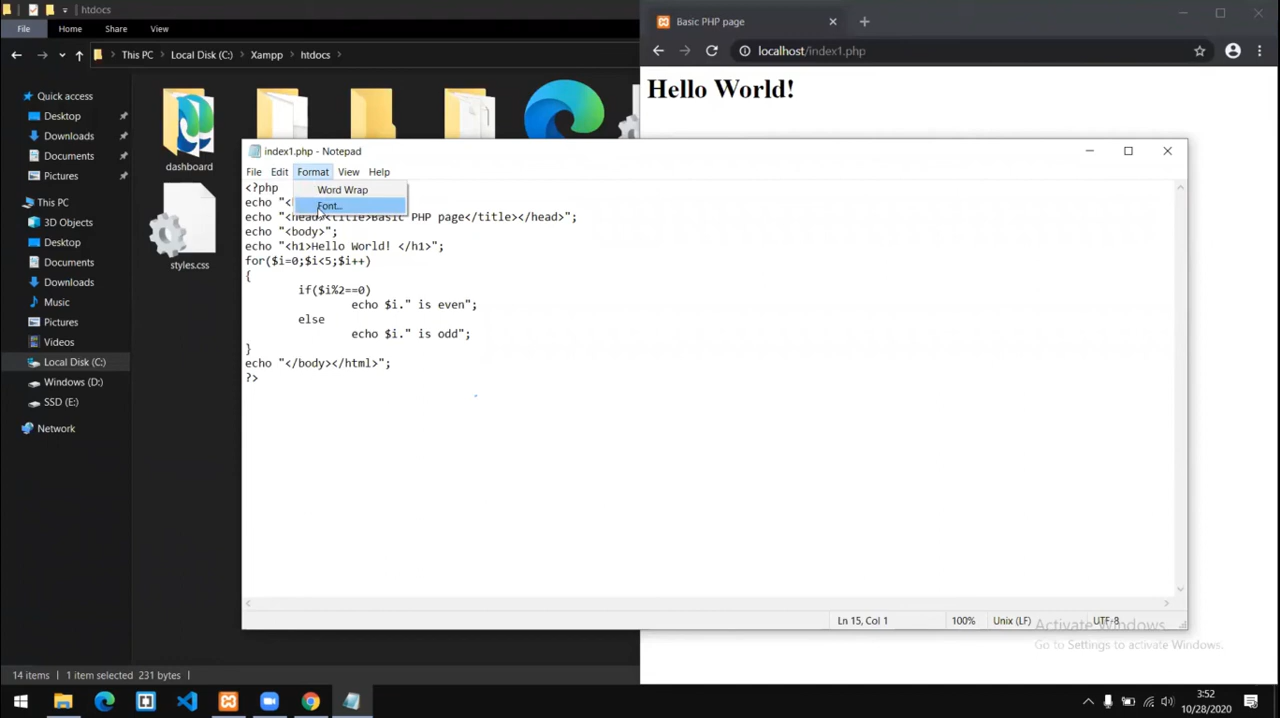 htdocs
File Home Share View
This PC Local Disk (C:) Xampp htdocs
Quick access
Desktop
Downloads
Documents
Pictures
This PC
3D Objects
Desktop
Documents
Downloads
Music
Pictures
Videos
Local Disk (C:)
Windows (D:)
SSD (E:)
Network
dashboard
styles.css
14 items 1 item selected 231 bytes
Basic PHP page
localhost/index1.php
Hello World!
index1.php - Notepad
File Edit Format View Help
Word Wrap
Font...
<?php
echo "<
echo "<head><title>Basic PHP page</title></head>";
echo "<body>";
echo "<h1>Hello World! </h1>";
for($i=0;$i<5;$i++)
{
if($i%2==0)
echo $i." is even";
else
echo $i." is odd";
}
echo "</body></html>";
?>
Ln 15, Col 1 100% Unix (LF) UTF-8
Activate Windows
Go to Settings to activate Windows.
3:52
10/28/2020